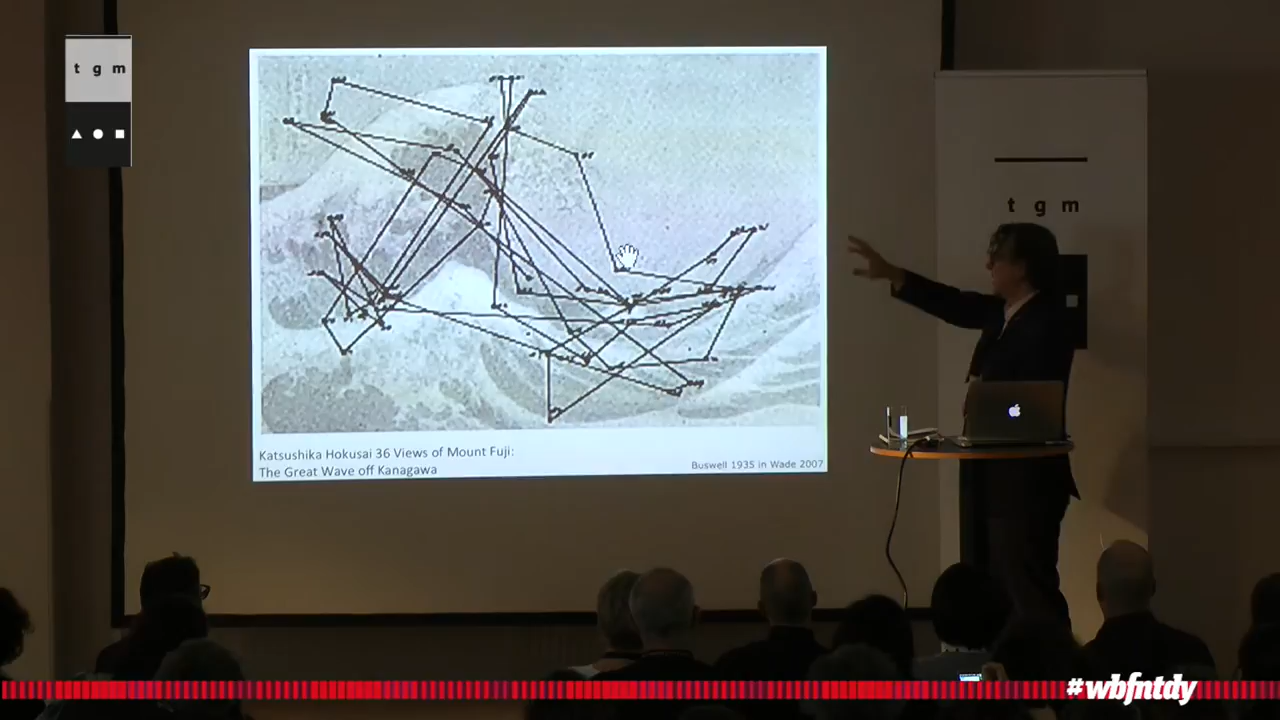 t g m
Katsushika Hokusai 36 Views of Mount Fuji:
The Great Wave off Kanagawa
Buswell 1935 in Wade 2007
t g m
#wbfntdy